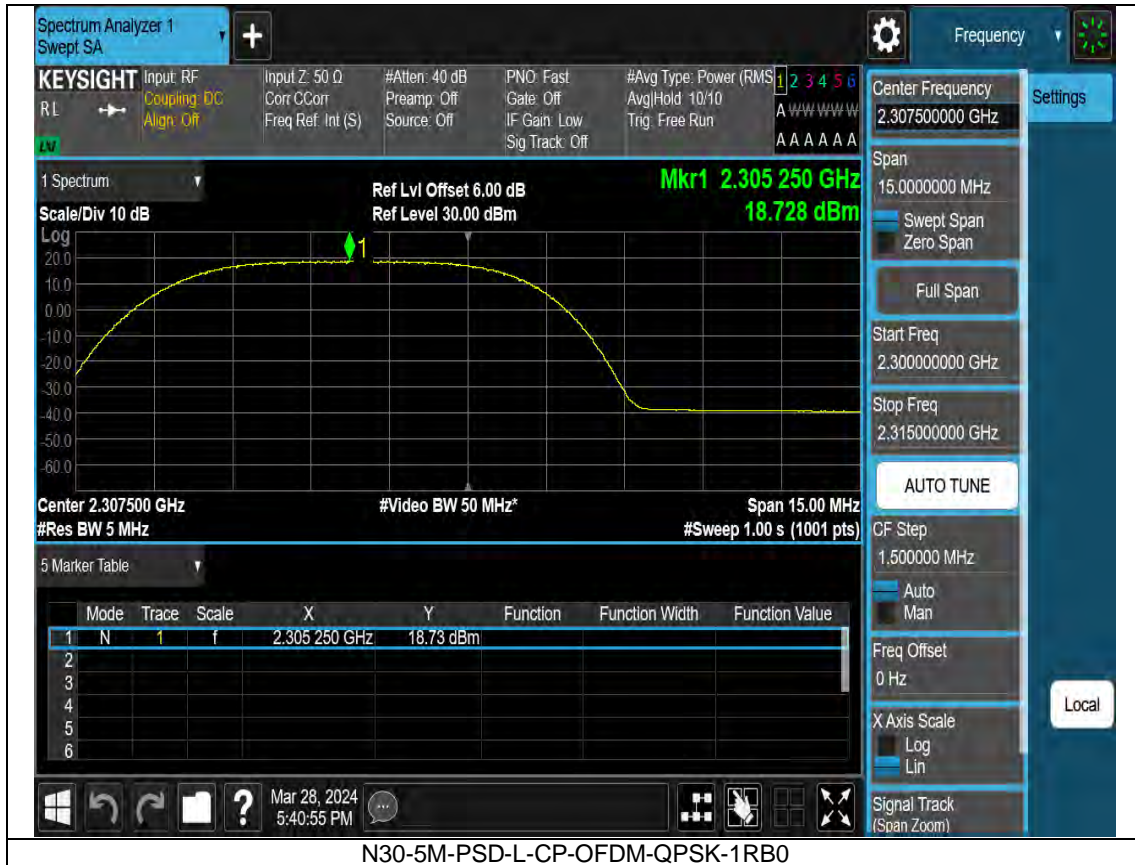 Spectrum Analyzer 1
Swept SA
+
Frequency
KEYSIGHT
Input: RF
Input Z: 50 Ω
#Atten: 40 dB
PNO: Fast
#Avg Type: Power (RMS
1 2 3 4 5 6
RL
Coupling: DC
Corr CCorr
Preamp: Off
Gate: Off
Avg|Hold: 10/10
A W W W W W
Align: Off
Freq Ref: Int (S)
Source: Off
IF Gain: Low
Trig: Free Run
Sig Track: Off
A A A A A A
Center Frequency
2.307500000 GHz
Settings
Span
15.0000000 MHz
Swept Span
Zero Span
Full Span
Start Freq
2.300000000 GHz
Stop Freq
2.315000000 GHz
AUTO TUNE
CF Step
1.500000 MHz
Auto
Man
Freq Offset
0 Hz
X Axis Scale
Log
Lin
Signal Track
(Span Zoom)
Local
1 Spectrum
Ref Lvl Offset 6.00 dB
Mkr1 2.305 250 GHz
Scale/Div 10 dB
Ref Level 30.00 dBm
18.728 dBm
Log
1
20.0
10.0
0.00
-10.0
-20.0
-30.0
-40.0
-50.0
-60.0
Center 2.307500 GHz
#Video BW 50 MHz*
Span 15.00 MHz
#Res BW 5 MHz
#Sweep 1.00 s (1001 pts)
5 Marker Table
Mode Trace Scale X Y Function Function Width Function Value
1 N 1 f 2.305 250 GHz 18.73 dBm
2
3
4
5
6
?
Mar 28, 2024
5:40:55 PM
N30-5M-PSD-L-CP-OFDM-QPSK-1RB0